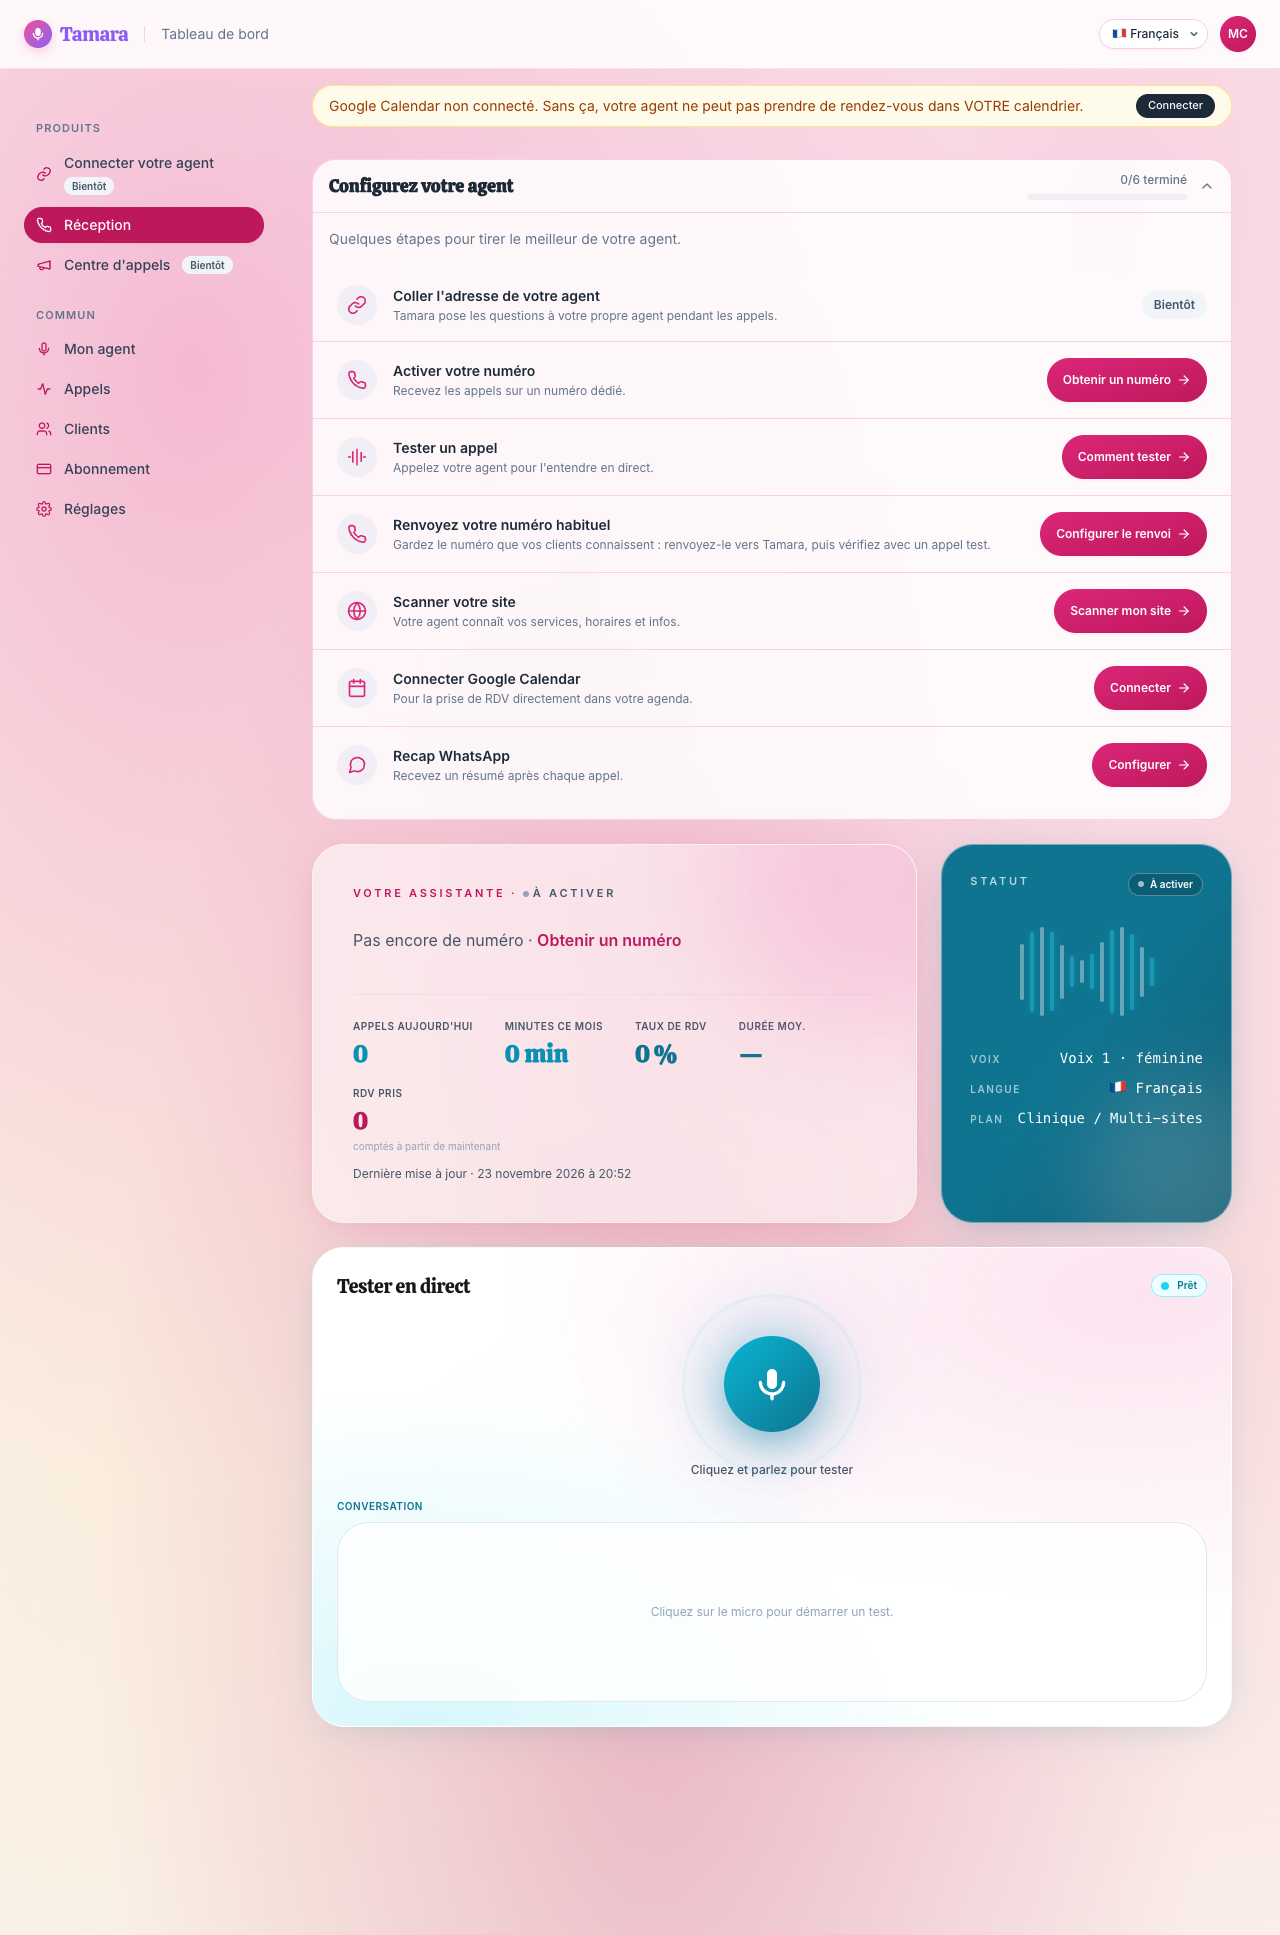 Tamara
Tableau de bord
🇫🇷 Français
MC
Google Calendar non connecté. Sans ça, votre agent ne peut pas prendre de rendez-vous dans VOTRE calendrier.
Connecter
PRODUITS
Connecter votre agent
Bientôt
Réception
Centre d'appels Bientôt
COMMUN
Mon agent
Appels
Clients
Abonnement
Réglages
Configurez votre agent
0/6 terminé
Quelques étapes pour tirer le meilleur de votre agent.
Coller l'adresse de votre agent
Tamara pose les questions à votre propre agent pendant les appels.
Bientôt
Activer votre numéro
Recevez les appels sur un numéro dédié.
Obtenir un numéro →
Tester un appel
Appelez votre agent pour l'entendre en direct.
Comment tester →
Renvoyez votre numéro habituel
Gardez le numéro que vos clients connaissent : renvoyez-le vers Tamara, puis vérifiez avec un appel test.
Configurer le renvoi →
Scanner votre site
Votre agent connaît vos services, horaires et infos.
Scanner mon site →
Connecter Google Calendar
Pour la prise de RDV directement dans votre agenda.
Connecter →
Recap WhatsApp
Recevez un résumé après chaque appel.
Configurer →
VOTRE ASSISTANTE · À ACTIVER
Pas encore de numéro · Obtenir un numéro
APPELS AUJOURD'HUI
0
MINUTES CE MOIS
0 min
TAUX DE RDV
0 %
DURÉE MOY.
—
RDV PRIS
0
comptés à partir de maintenant
Dernière mise à jour · 23 novembre 2026 à 20:52
STATUT
À activer
VOIX Voix 1 · féminine
LANGUE 🇫🇷 Français
PLAN Clinique / Multi-sites
Tester en direct
Prêt
Cliquez et parlez pour tester
CONVERSATION
Cliquez sur le micro pour démarrer un test.